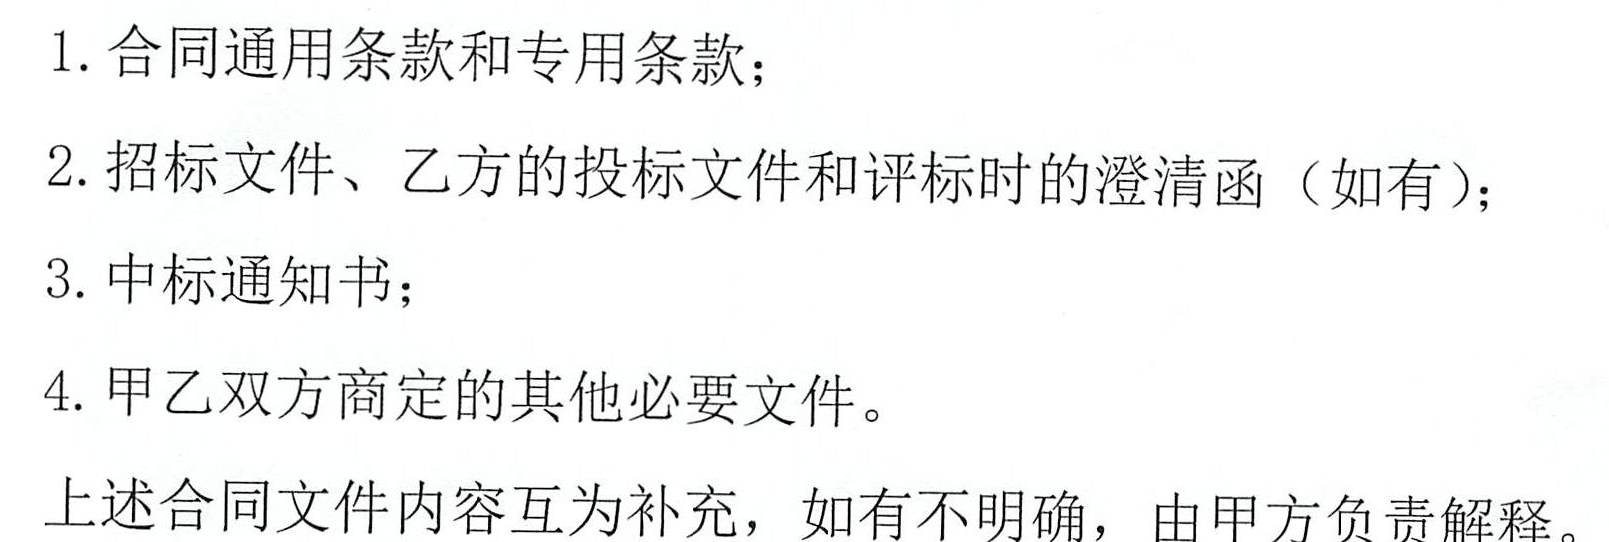 1. 合同通用条款和专用条款；
2. 招标文件、乙方的投标文件和评标时的澄清函（如有）；
3. 中标通知书；
4. 甲乙双方商定的其他必要文件。
上述合同文件内容互为补充，如有不明确，由甲方负责解释。